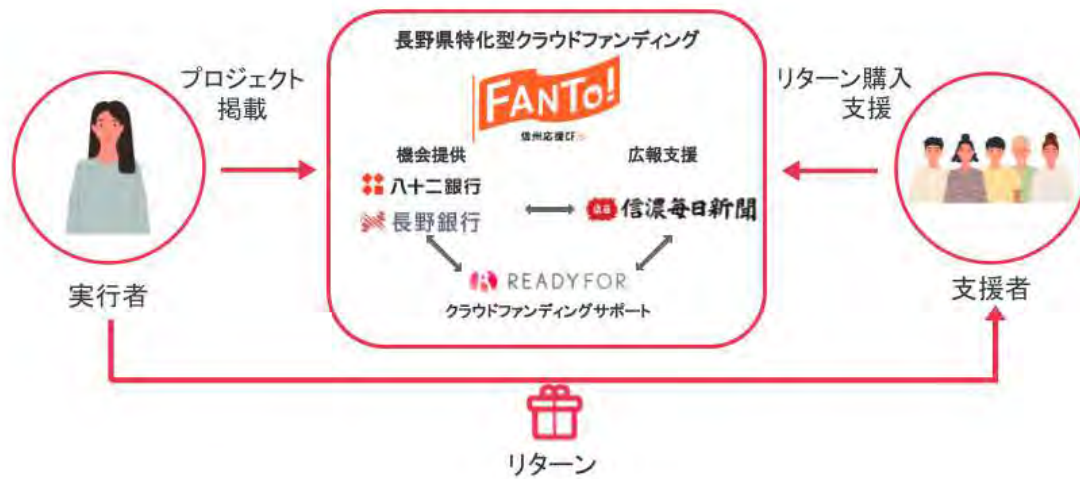 長野県特化型クラウドファンディング
FANTO!
信州応援CF
プロジェクト
掲載
リターン購入
支援
機会提供
広報支援
八十二銀行
長野銀行
信濃毎日新聞
READYFOR
クラウドファンディングサポート
実行者
支援者
リターン